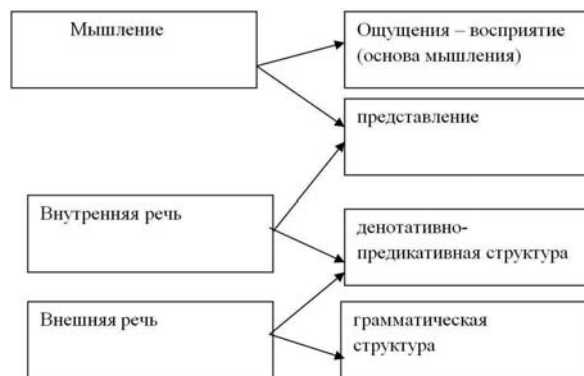 Мышление
Ощущения – восприятие
(основа мышления)
представление
Внутренняя речь
денотативно-
предикативная структура
Внешняя речь
грамматическая
структура